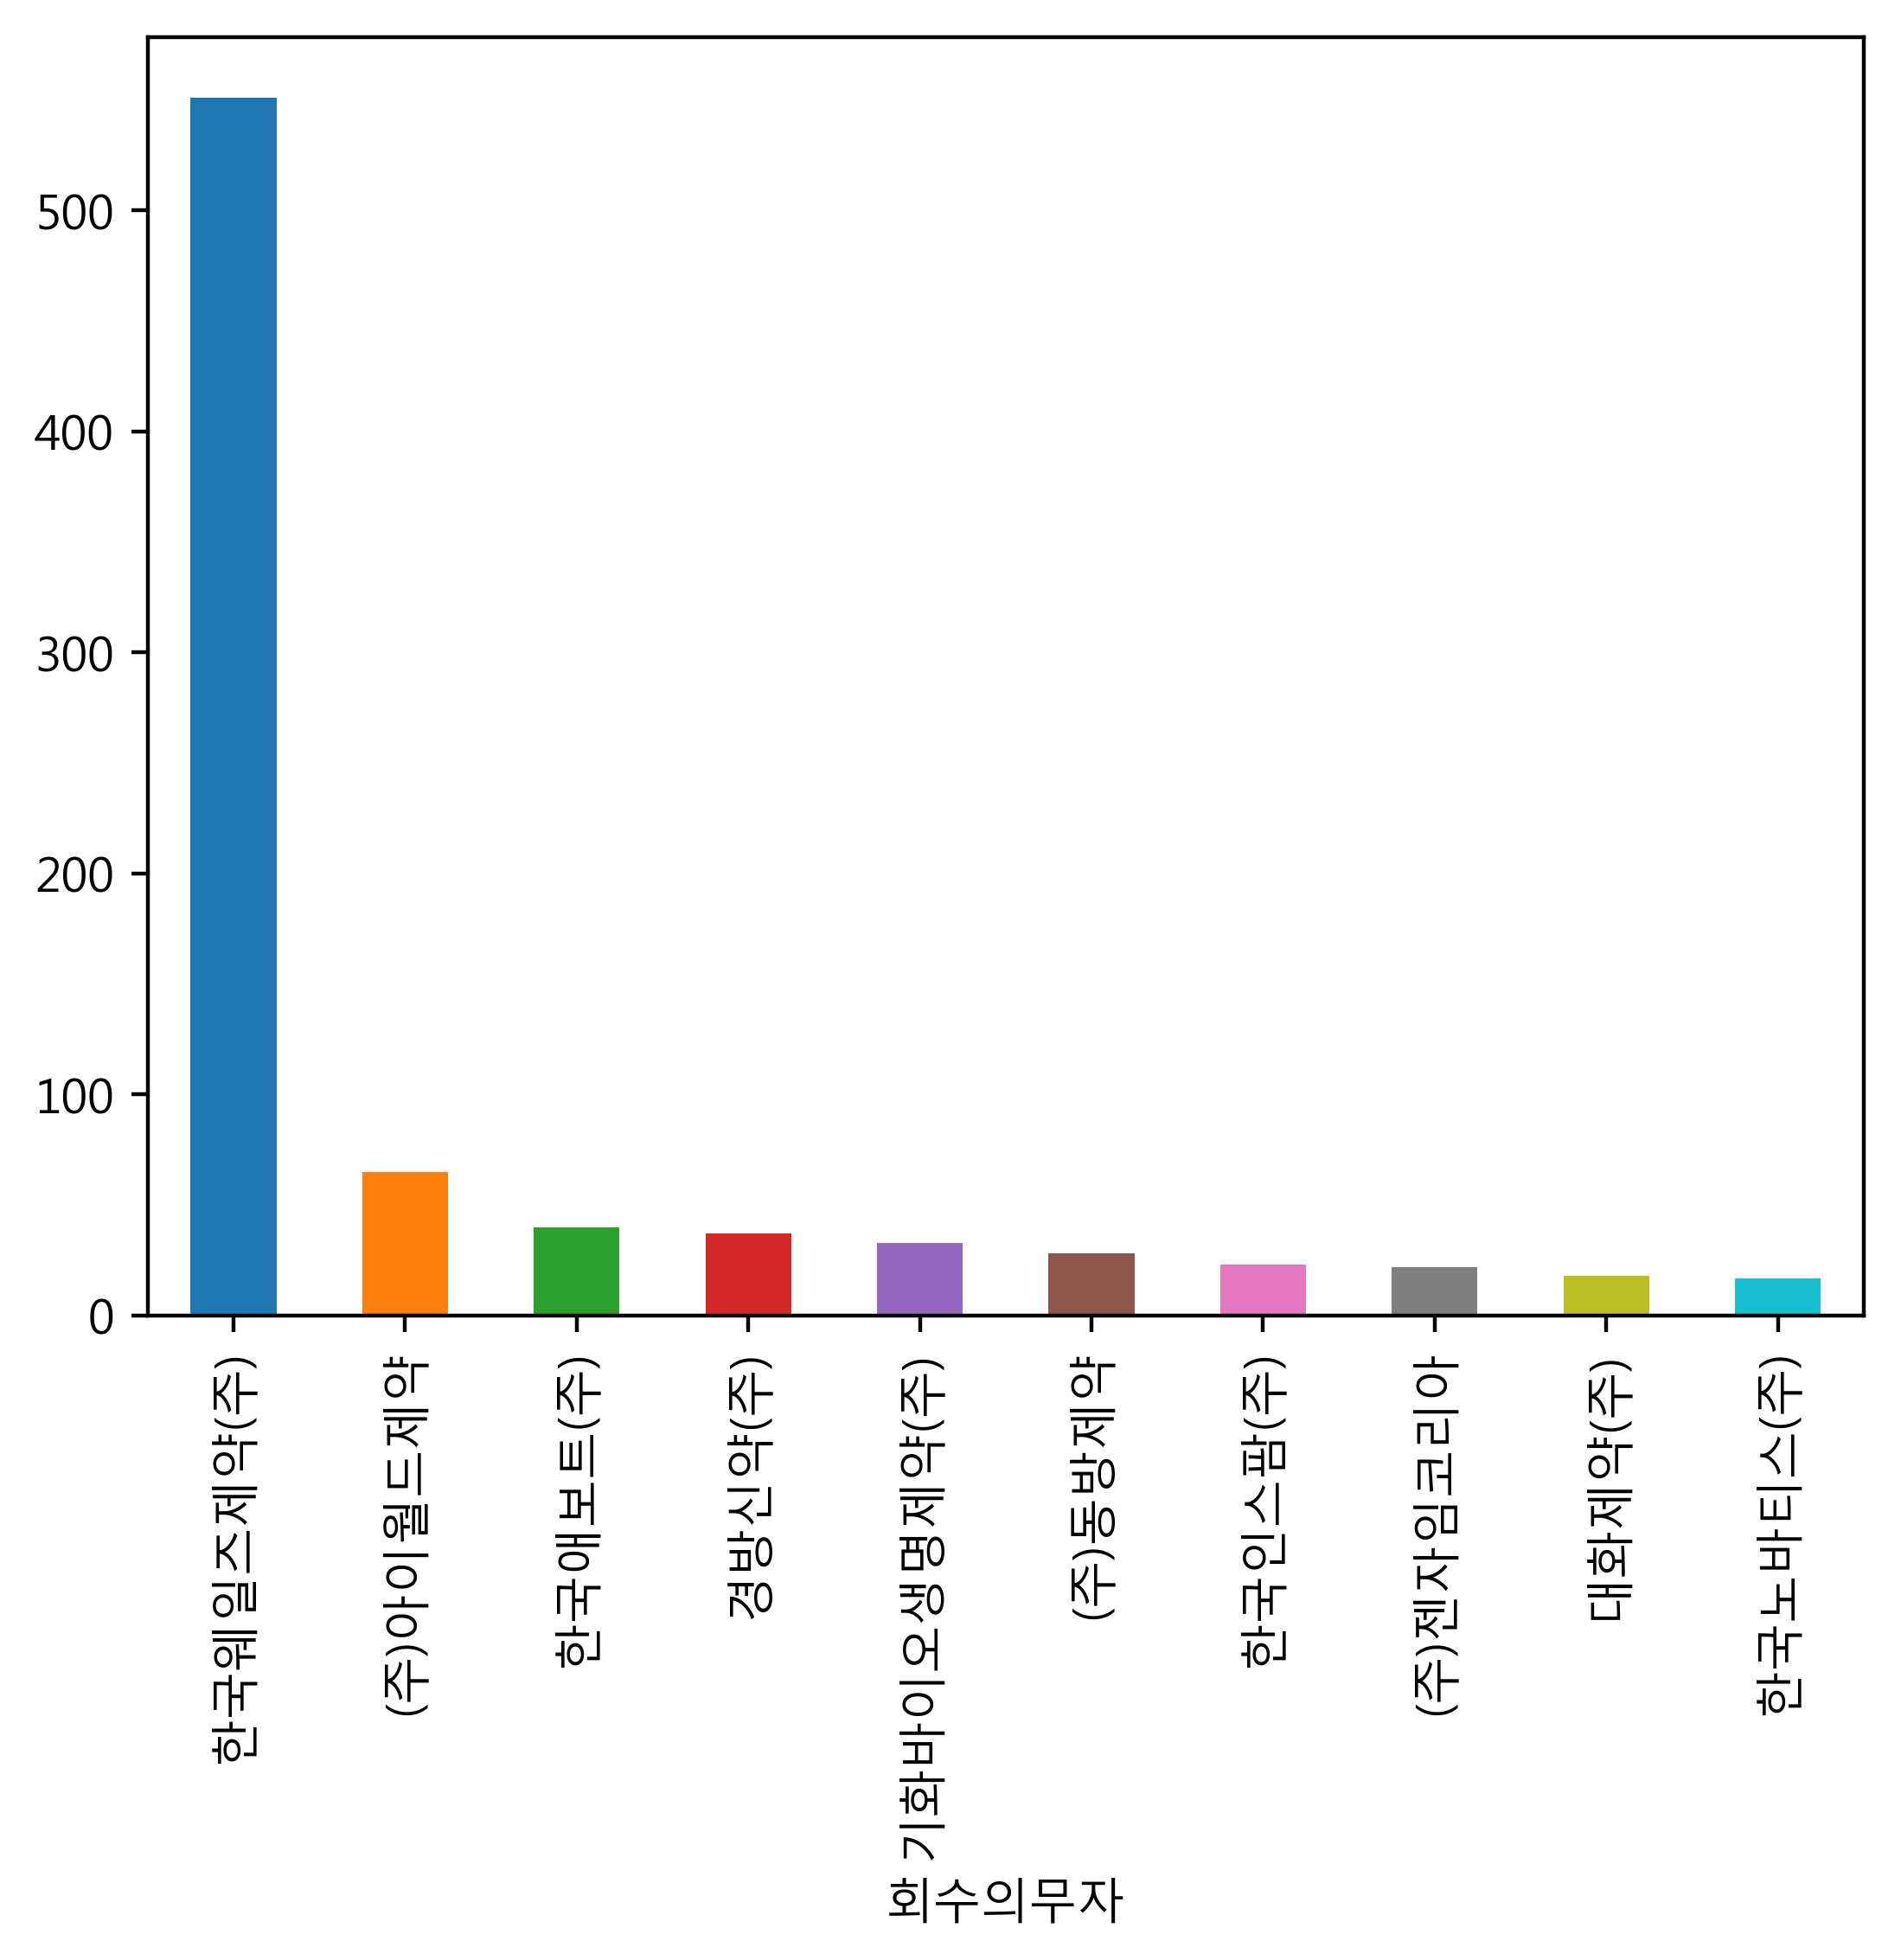 500
400
300
200
100
0
한국웨일즈제약(주)
(주)아이월드제약
한국애보트(주)
경방신약(주)
기화바이오생명제약(주)
(주)동방제약
한국인스팜(주)
(주)젠자임코리아
대화제약(주)
한국노바티스(주)
회수의무자